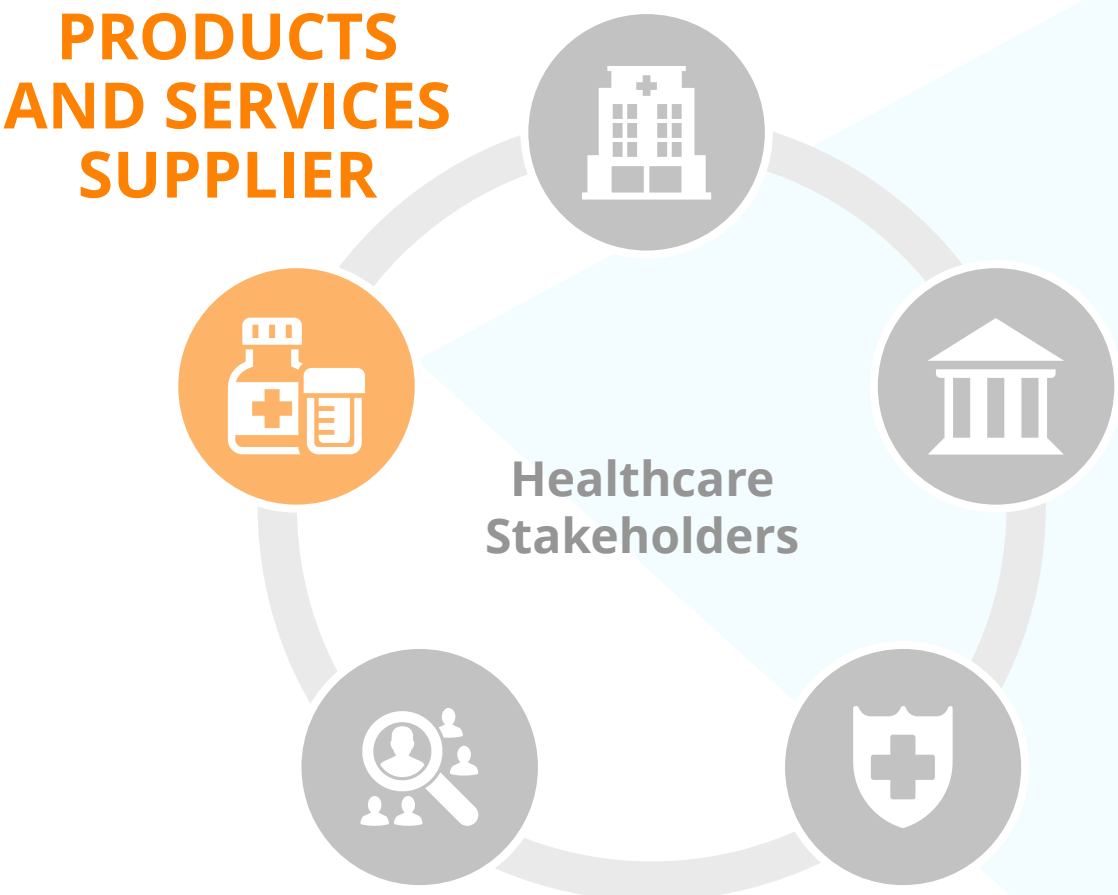 PRODUCTS
AND SERVICES
SUPPLIER
Healthcare
Stakeholders